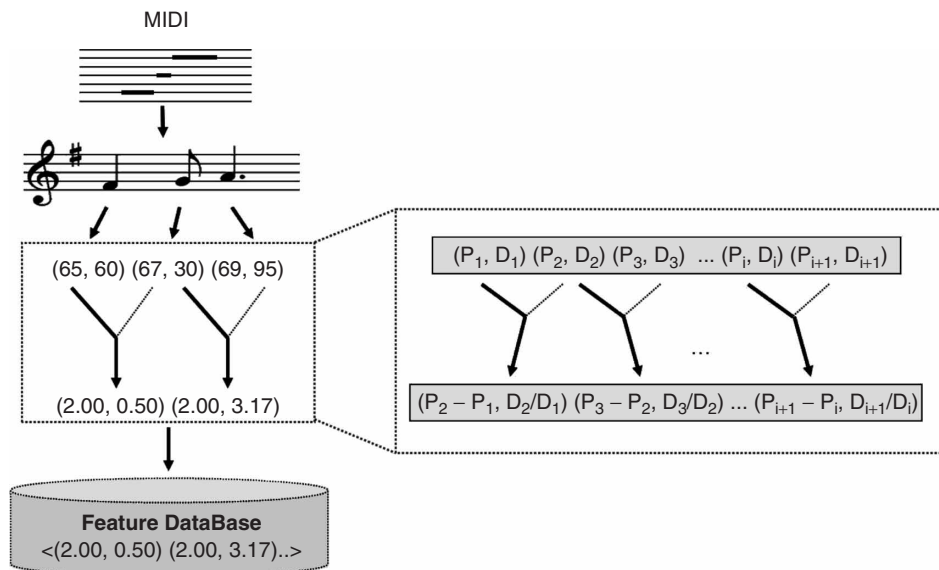 MIDI
(65, 60) (67, 30) (69, 95)
(2.00, 0.50) (2.00, 3.17)
Feature DataBase
<(2.00, 0.50) (2.00, 3.17)..>
(P₁, D₁) (P₂, D₂) (P₃, D₃) ... (Pᵢ, Dᵢ) (Pᵢ₊₁, Dᵢ₊₁)
...
(P₂ – P₁, D₂/D₁) (P₃ – P₂, D₃/D₂) ... (Pᵢ₊₁ – Pᵢ, Dᵢ₊₁/Dᵢ)